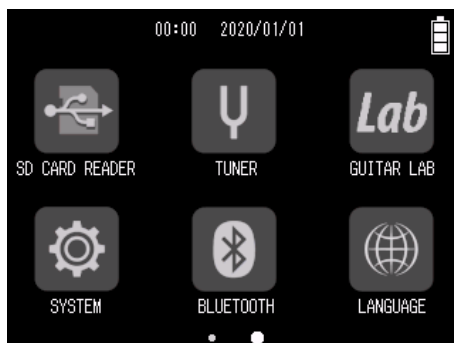 00:00 2020/01/01
Lab
SD CARD READER TUNER GUITAR LAB
SYSTEM BLUETOOTH LANGUAGE